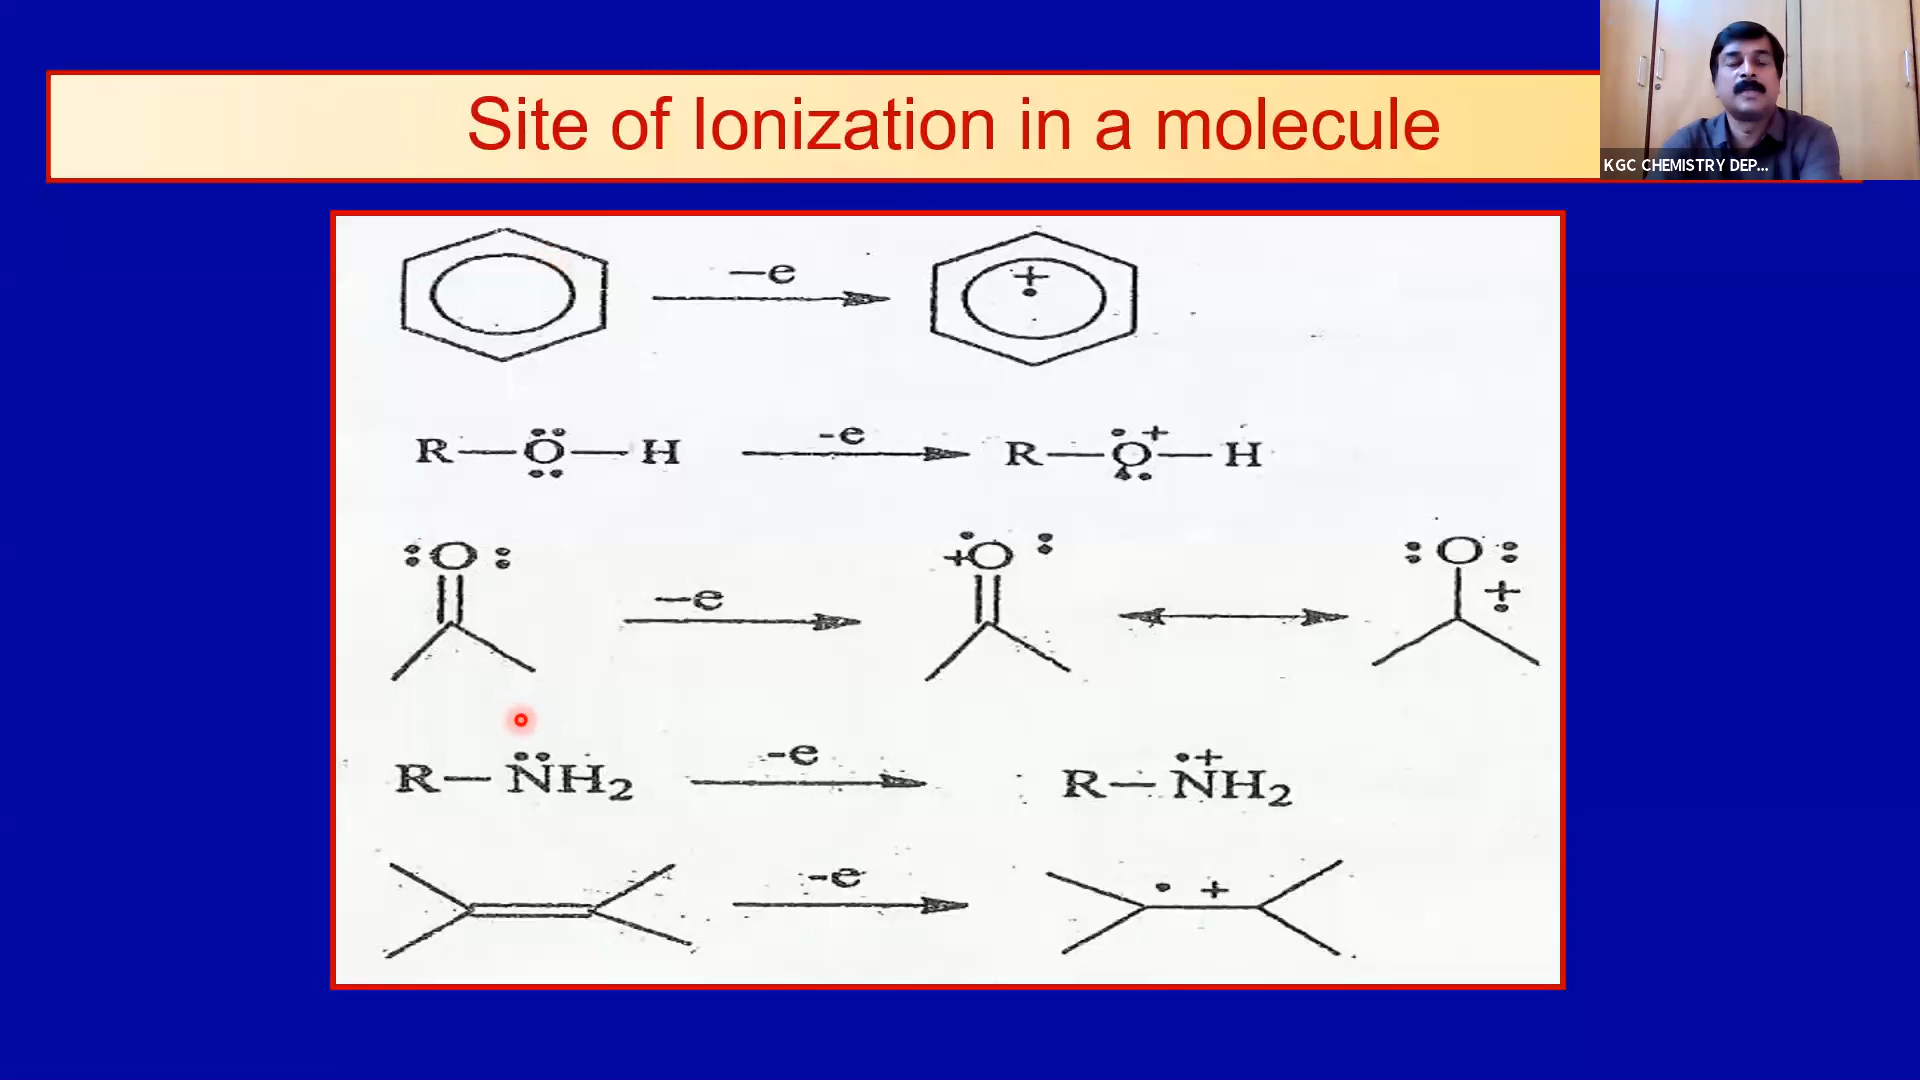 Site of Ionization in a molecule
KGC CHEMISTRY DEP...
–e
+
R—O—H -e R—O—H
+
O +O O
–e +
R—NH2 -e R—NH2
+
-e +